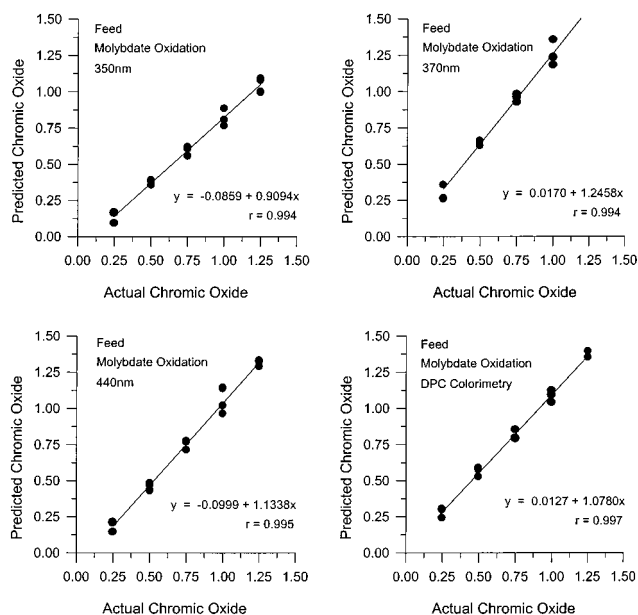 Feed
Molybdate Oxidation
350nm
Predicted Chromic Oxide
1.50
1.25
1.00
0.75
0.50
0.25
0.00
y = -0.0859 + 0.9094x
r = 0.994
0.00 0.25 0.50 0.75 1.00 1.25 1.50
Actual Chromic Oxide
Feed
Molybdate Oxidation
370nm
Predicted Chromic Oxide
1.50
1.25
1.00
0.75
0.50
0.25
0.00
y = 0.0170 + 1.2458x
r = 0.994
0.00 0.25 0.50 0.75 1.00 1.25 1.50
Actual Chromic Oxide
Feed
Molybdate Oxidation
440nm
Predicted Chromic Oxide
1.50
1.25
1.00
0.75
0.50
0.25
0.00
y = -0.0999 + 1.1338x
r = 0.995
0.00 0.25 0.50 0.75 1.00 1.25 1.50
Actual Chromic Oxide
Feed
Molybdate Oxidation
DPC Colorimetry
Predicted Chromic Oxide
1.50
1.25
1.00
0.75
0.50
0.25
0.00
y = 0.0127 + 1.0780x
r = 0.997
0.00 0.25 0.50 0.75 1.00 1.25 1.50
Actual Chromic Oxide